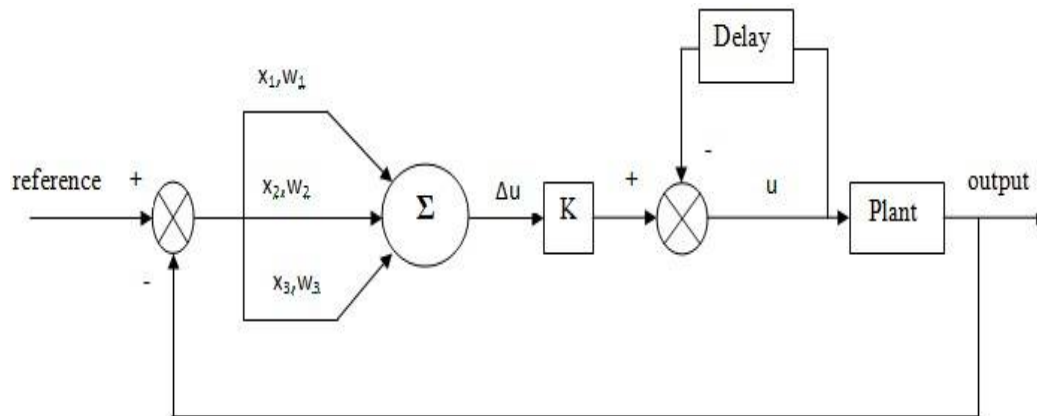 Delay
x₁,w₁
-
reference
+
x₂,w₂
Σ
Δu
K
+
u
Plant
output
-
x₃,w₃